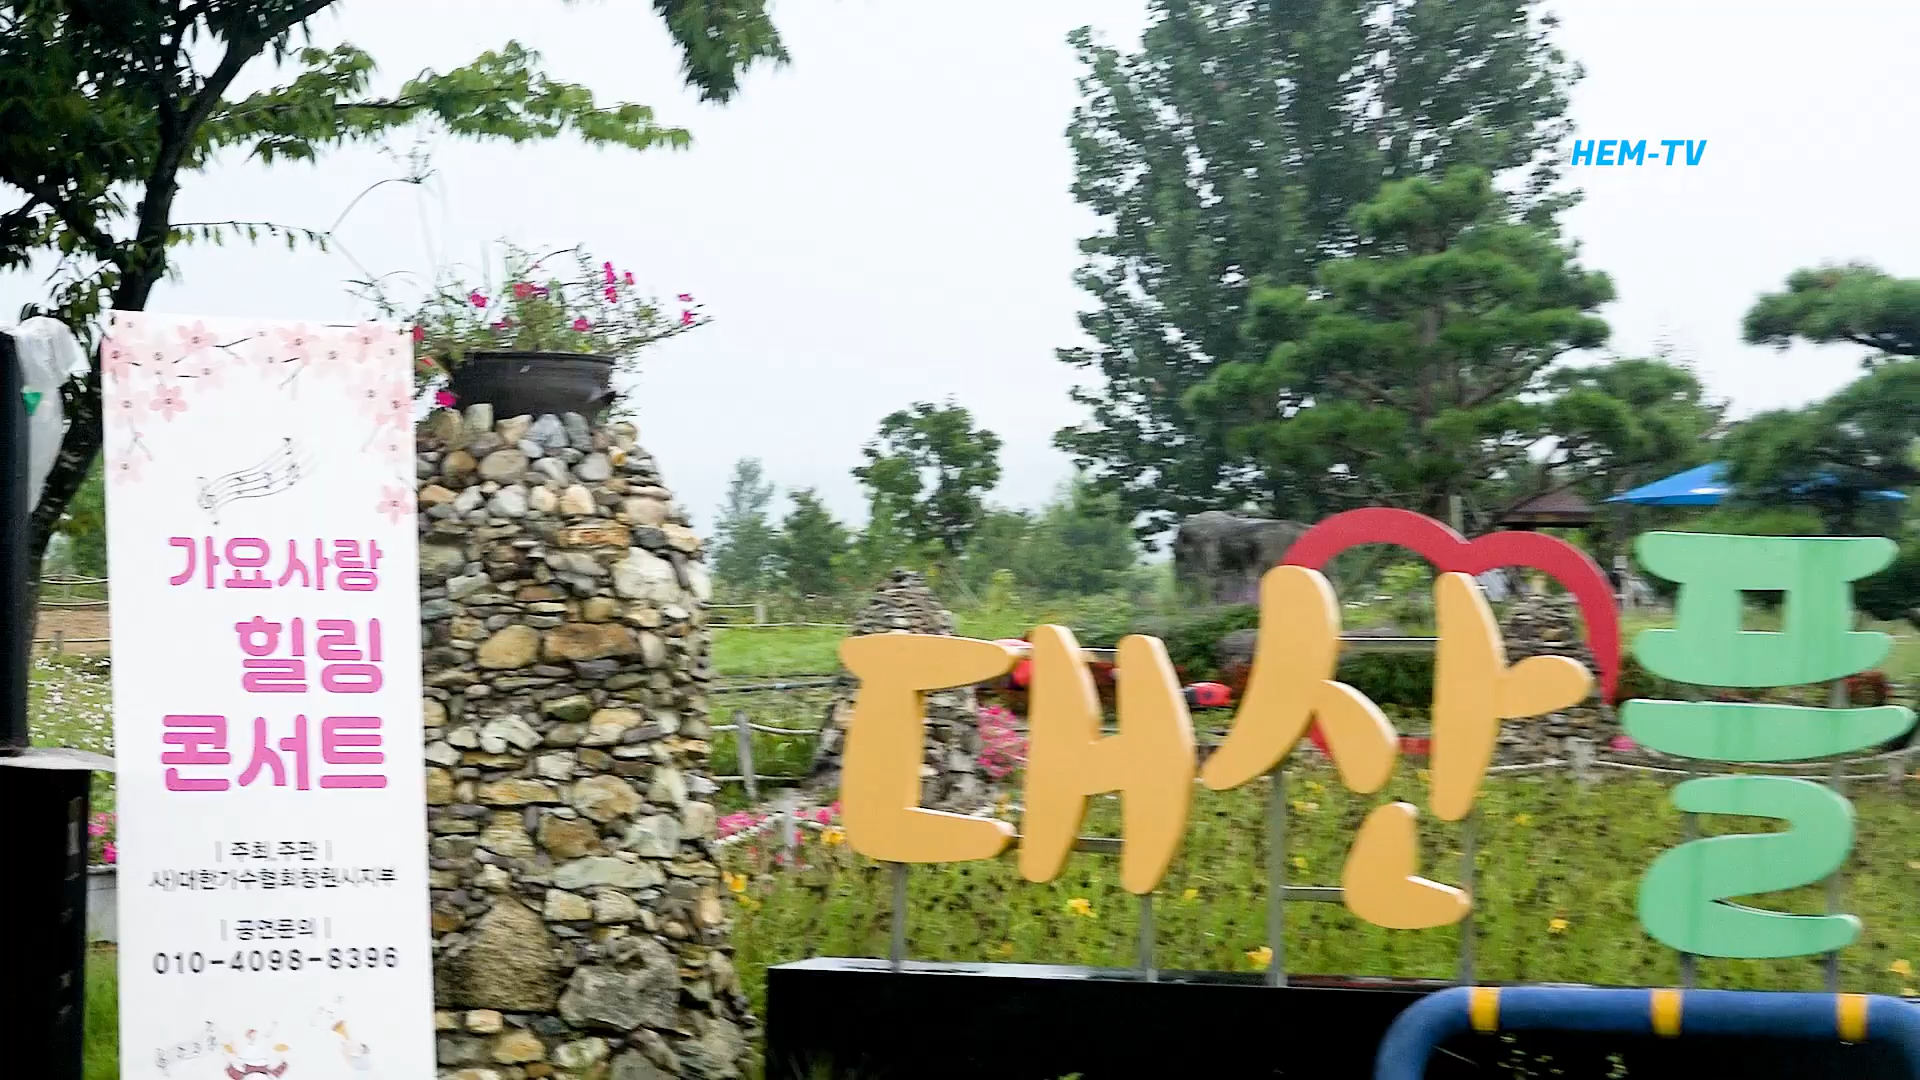 HEM-TV
가요사랑
힐링
콘서트
| 주최.주관 |
사)대한가수협회창원시지부
| 공연문의 |
010-4098-8396
대산
플